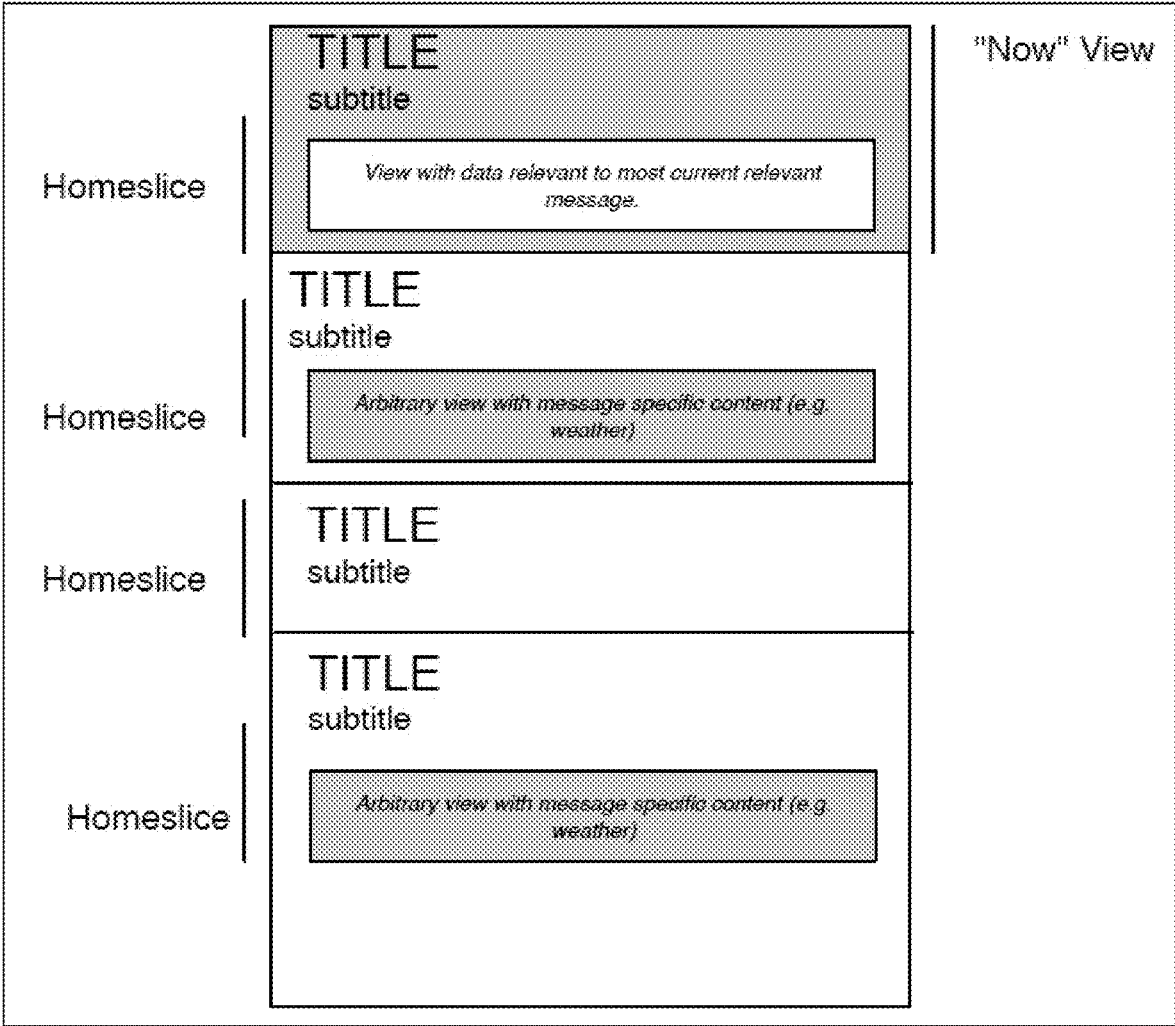 TITLE
"Now" View
subtitle
Homeslice
View with data relevant to most current relevant
message.
TITLE
subtitle
Homeslice
Arbitrary view with message specific content (e.g.
weather)
TITLE
subtitle
Homeslice
TITLE
subtitle
Homeslice
Arbitrary view with message specific content (e.g.
weather)